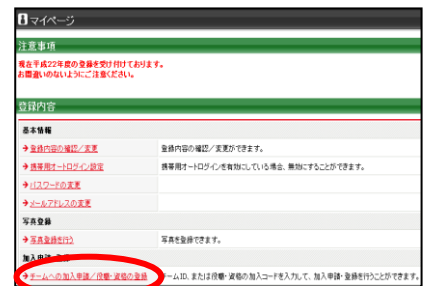 マイページ
注意事項
現在平成22年度の登録を受け付けております。
お間違いのないようにご注意ください。
登録内容
基本情報
登録内容の確認／変更 登録内容の確認／変更ができます。
携帯用オートログイン設定 携帯用オートログインを有効にしている場合、無効にすることができます。
パスワードの変更
メールアドレスの変更
写真登録
写真登録を行う 写真を登録できます。
チームへの加入申請／役職・資格の登録 チームID、または役職・資格の加入コードを入力して、加入申請・登録を行うことができます。